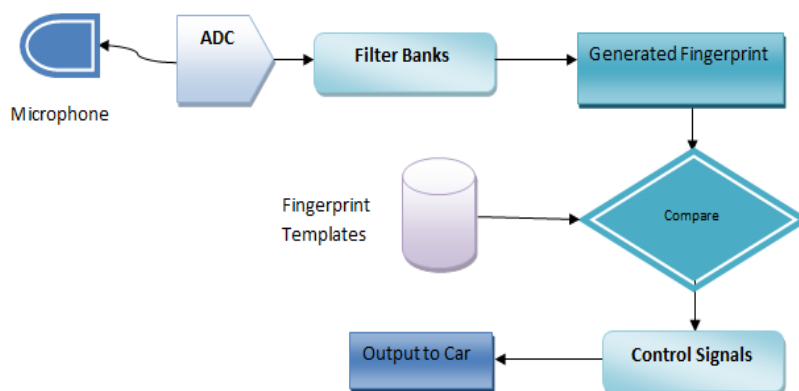 ADC
Filter Banks
Generated Fingerprint
Microphone
Fingerprint
Templates
Compare
Output to Car
Control Signals